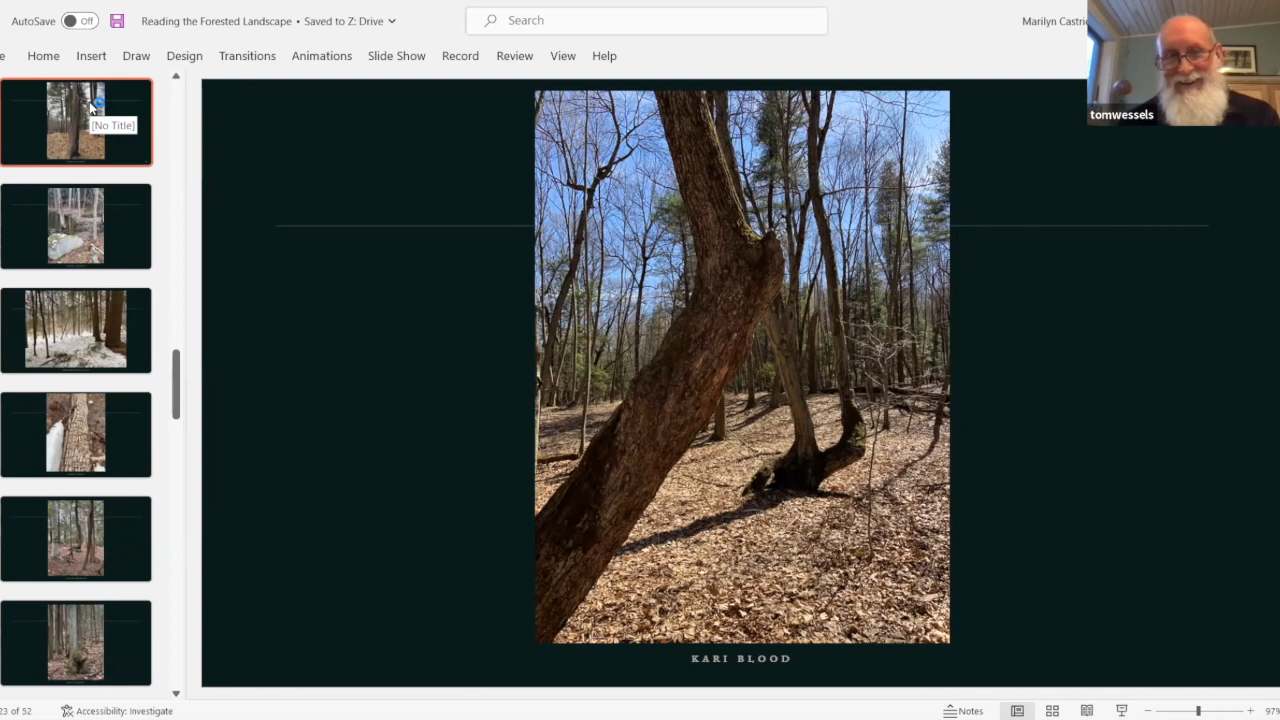 AutoSave Off Reading the Forested Landscape • Saved to Z: Drive Search Marilyn Castri
Home Insert Draw Design Transitions Animations Slide Show Record Review View Help
tomwessels
[No Title]
KARI BLOOD
23 of 52 Accessibility: Investigate Notes 97%